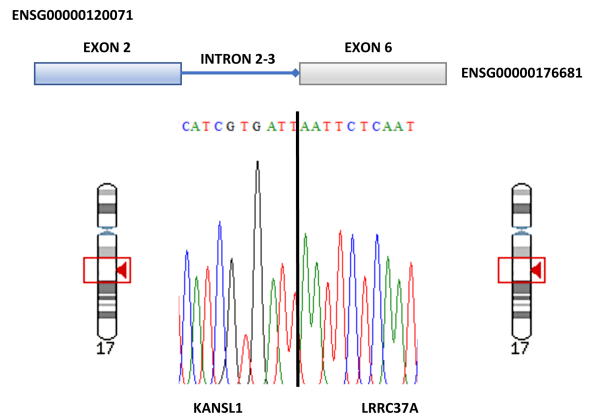 ENSG00000120071
EXON 2
INTRON 2-3
EXON 6
ENSG00000176681
CATCGTGATTAATTCTCAAT
17
17
KANSL1
LRRC37A